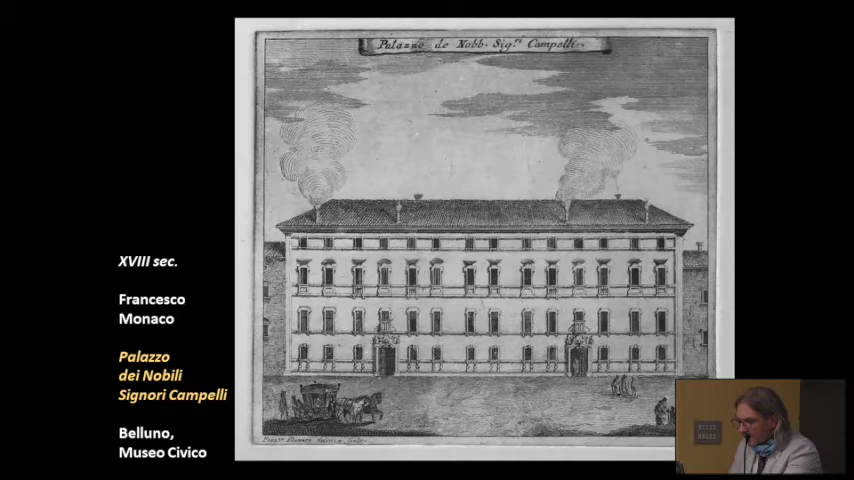 Palazzo de Nobb. Sig.ri Campelli
XVIII sec.
Francesco
Monaco
Palazzo
dei Nobili
Signori Campelli
Belluno,
Museo Civico